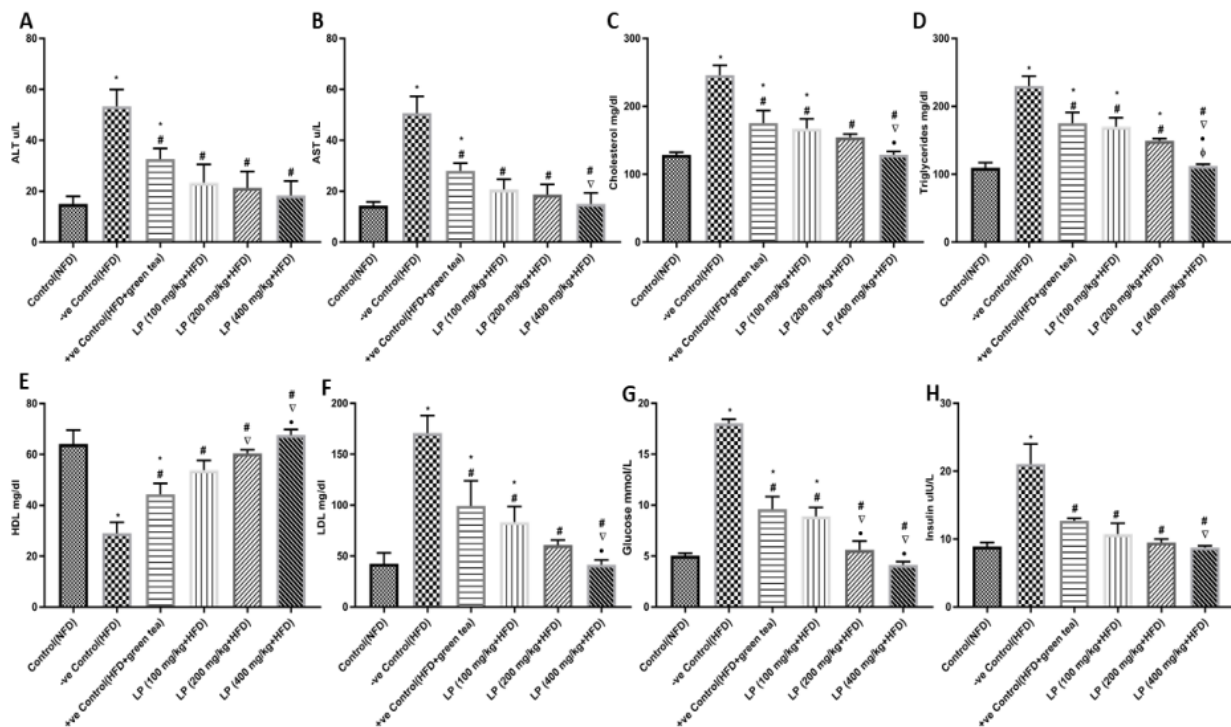 A
ALT u/L
80
60
40
20
0
*
*
#
#
#
#
Control(NFD)
-ve Control(HFD)
+ve Control(HFD+green tea)
LP (100 mg/kg+HFD)
LP (200 mg/kg+HFD)
LP (400 mg/kg+HFD)
B
AST u/L
80
60
40
20
0
*
*
#
#
#
#
▽
Control(NFD)
-ve Control(HFD)
+ve Control(HFD+green tea)
LP (100 mg/kg+HFD)
LP (200 mg/kg+HFD)
LP (400 mg/kg+HFD)
C
Cholesterol mg/dl
300
200
100
0
*
*
#
*
#
#
#
▽
•
Control(NFD)
-ve Control(HFD)
+ve Control(HFD+green tea)
LP (100 mg/kg+HFD)
LP (200 mg/kg+HFD)
LP (400 mg/kg+HFD)
D
Triglycerides mg/dl
300
200
100
0
*
*
#
*
#
*
#
#
▽
•
ϕ
Control(NFD)
-ve Control(HFD)
+ve Control(HFD+green tea)
LP (100 mg/kg+HFD)
LP (200 mg/kg+HFD)
LP (400 mg/kg+HFD)
E
HDL mg/dl
80
60
40
20
0
*
*
#
#
#
▽
#
▽
•
Control(NFD)
-ve Control(HFD)
+ve Control(HFD+green tea)
LP (100 mg/kg+HFD)
LP (200 mg/kg+HFD)
LP (400 mg/kg+HFD)
F
LDL mg/dl
200
150
100
50
0
*
*
#
*
#
#
#
▽
•
Control(NFD)
-ve Control(HFD)
+ve Control(HFD+green tea)
LP (100 mg/kg+HFD)
LP (200 mg/kg+HFD)
LP (400 mg/kg+HFD)
G
Glucose mmol/L
20
15
10
5
0
*
*
#
*
#
#
▽
•
#
▽
•
Control(NFD)
-ve Control(HFD)
+ve Control(HFD+green tea)
LP (100 mg/kg+HFD)
LP (200 mg/kg+HFD)
LP (400 mg/kg+HFD)
H
Insulin uIU/L
30
20
10
0
*
#
#
#
#
▽
Control(NFD)
-ve Control(HFD)
+ve Control(HFD+green tea)
LP (100 mg/kg+HFD)
LP (200 mg/kg+HFD)
LP (400 mg/kg+HFD)